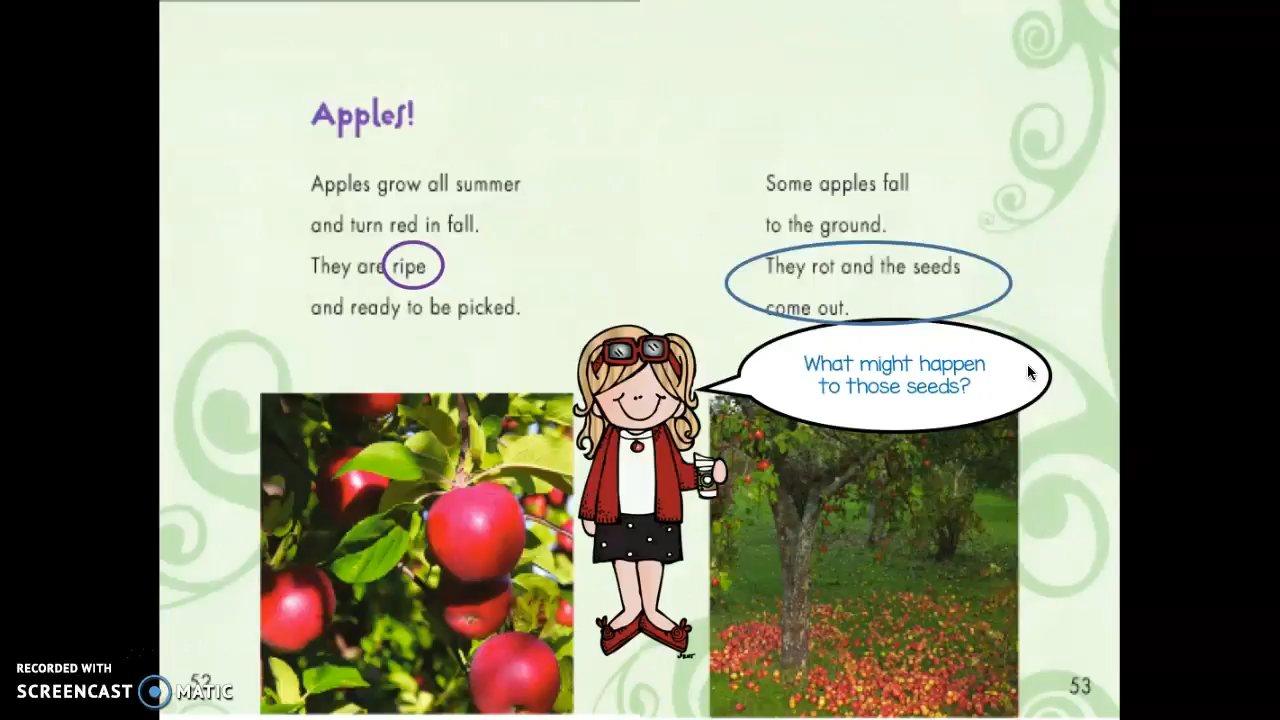 Apples!
Apples grow all summer
and turn red in fall.
They are ripe
and ready to be picked.
Some apples fall
to the ground.
They rot and the seeds
come out.
What might happen
to those seeds?
52
53
RECORDED WITH
SCREENCAST MATIC